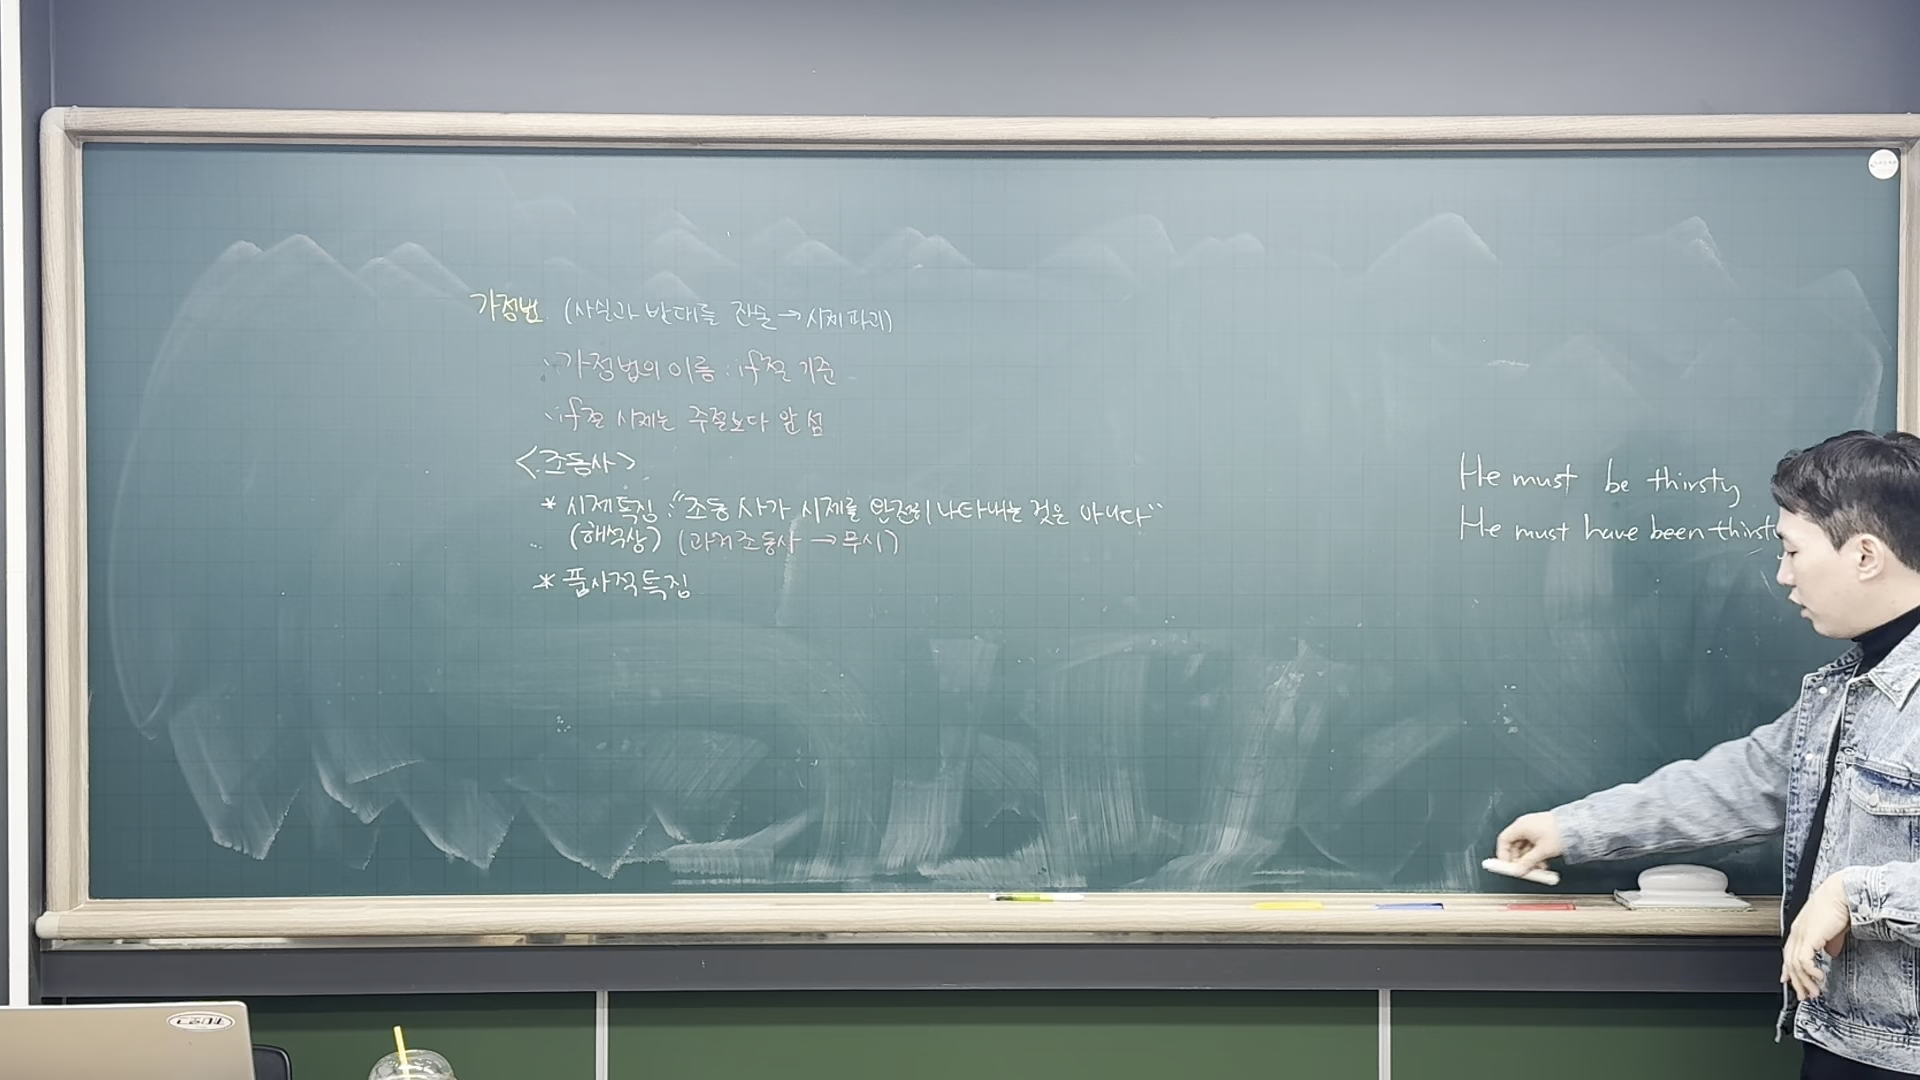 가정법 (사실과 반대를 진술 → 시제파괴)
가정법의 이름 : if절 기준
if절 시제는 주절보다 앞섬
<조동사>
* 시제특징 : "조동사가 시제를 완전히 나타내는 것은 아니다"
(해석상) (과거조동사 → 무시)
* 품사적특징
He must be thirsty
He must have been thirsty